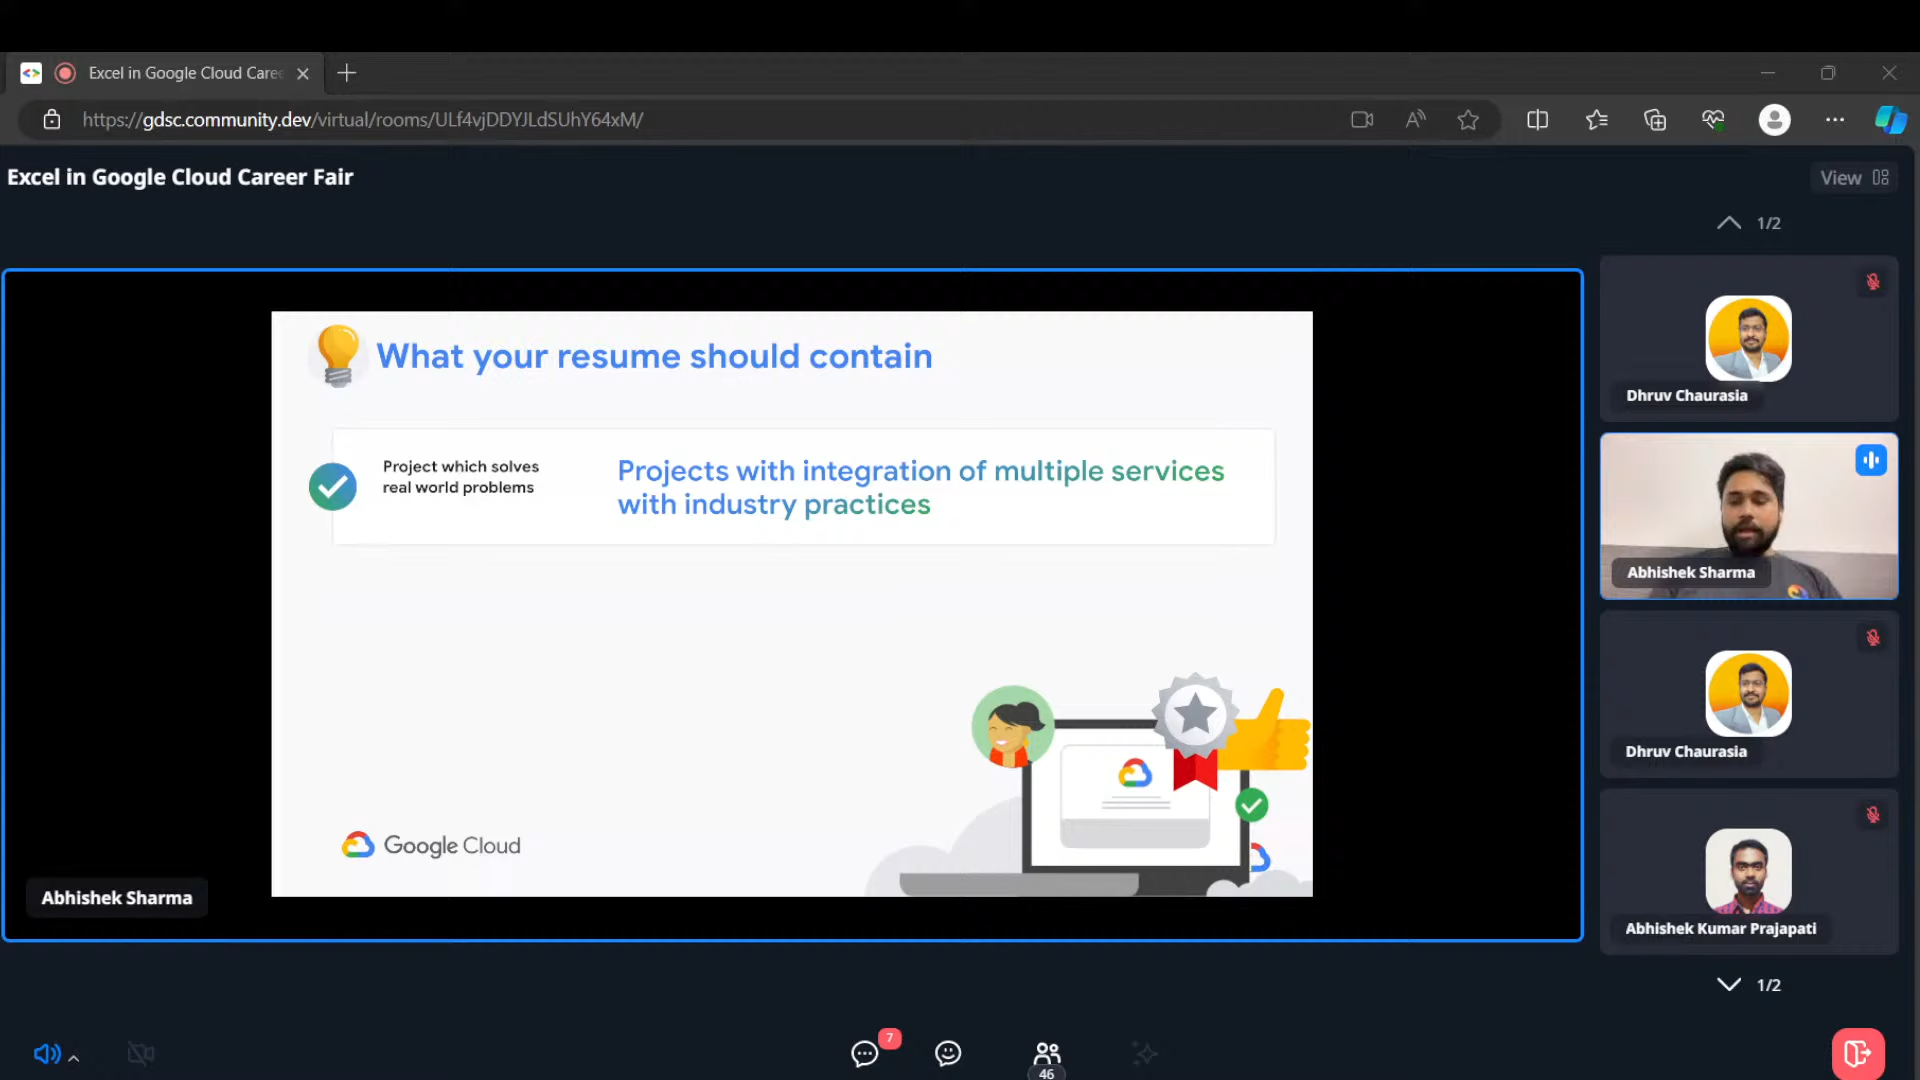 Excel in Google Cloud Caree
https://gdsc.community.dev/virtual/rooms/ULf4vjDDYJLdSUhY64xM/
Excel in Google Cloud Career Fair
View
1/2
What your resume should contain
Project which solves
real world problems
Projects with integration of multiple services
with industry practices
Google Cloud
Abhishek Sharma
Dhruv Chaurasia
Abhishek Sharma
Dhruv Chaurasia
Abhishek Kumar Prajapati
1/2
7
46